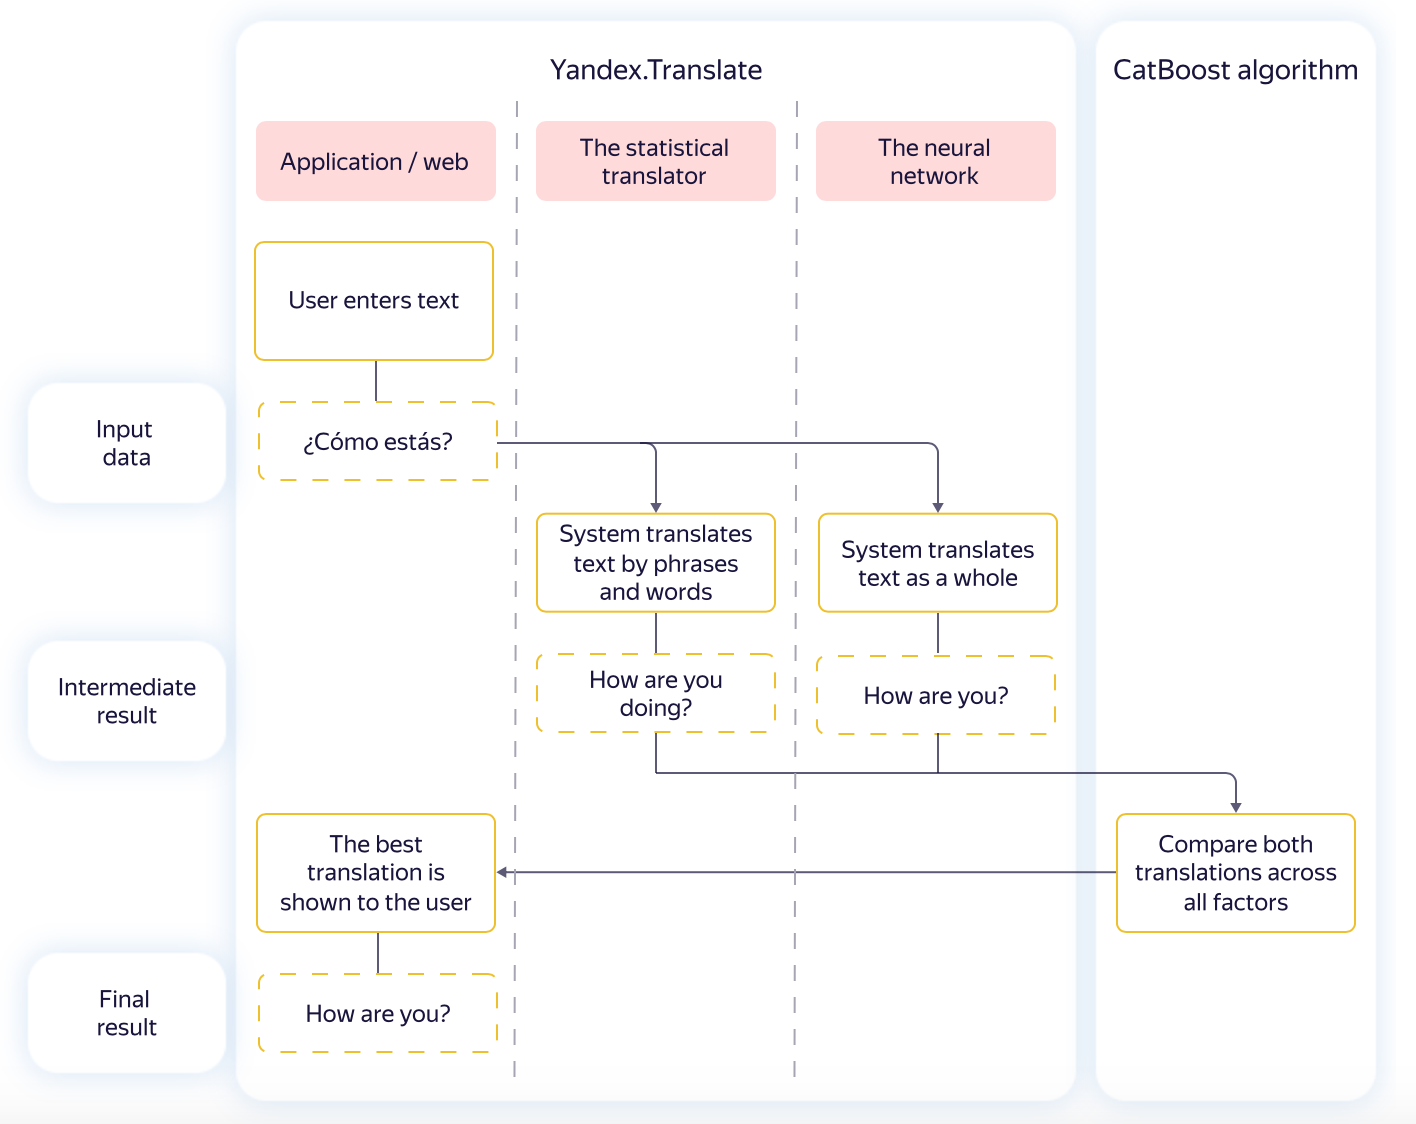 Yandex.Translate
CatBoost algorithm
Application / web
The statistical
translator
The neural
network
User enters text
Input
data
¿Cómo estás?
System translates
text by phrases
and words
System translates
text as a whole
Intermediate
result
How are you
doing?
How are you?
The best
translation is
shown to the user
Compare both
translations across
all factors
Final
result
How are you?